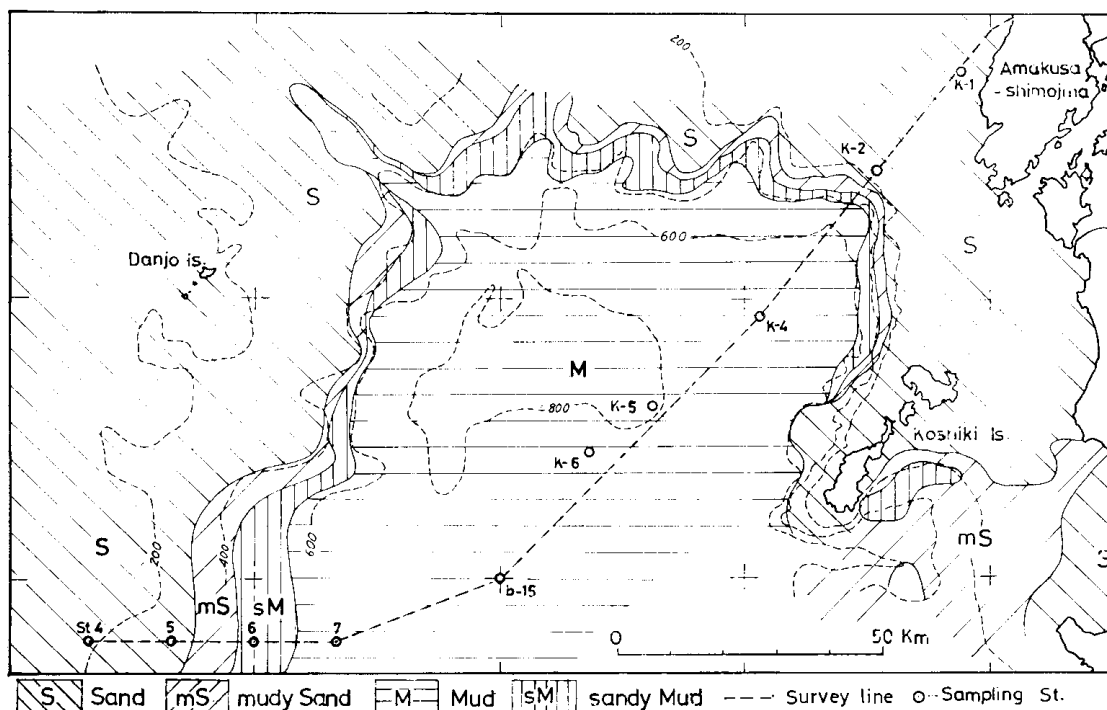 200
Amakusa
-shimojima
K-1
K-2
S
S
S
600
Danjo is.
K-4
M
800
K-5
Koshiki Is.
K-6
S
200
400
600
mS
mS
sM
b-15
St 4
5
6
7
0
50 Km
S
S Sand
mS mudy Sand
M Mud
sM sandy Mud
Survey line
Sampling St.